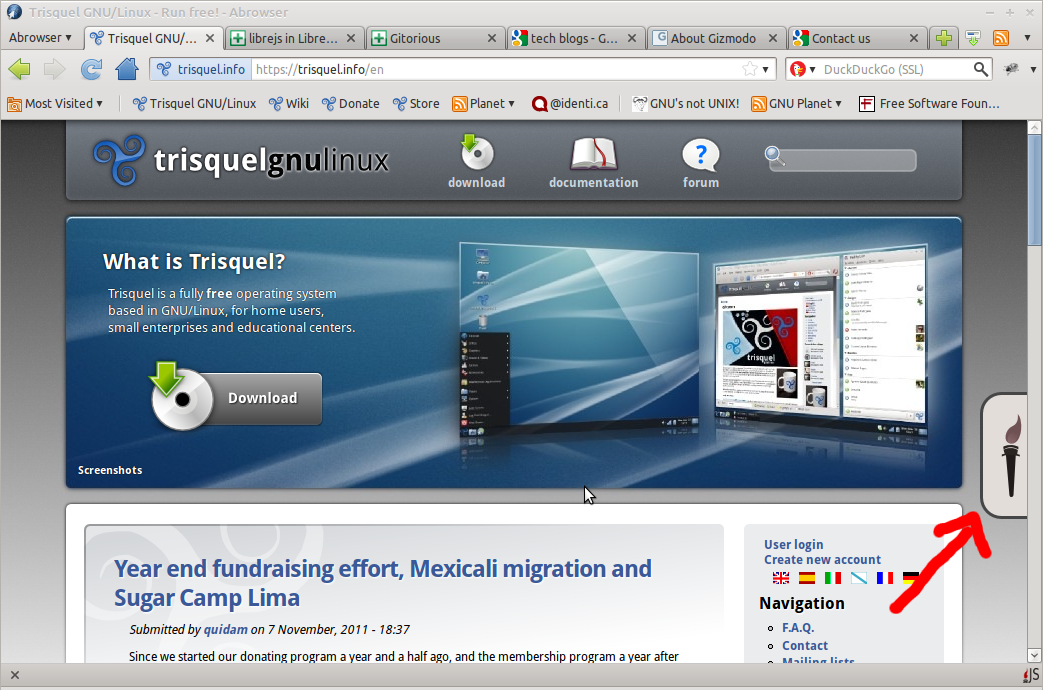 Trisquel GNU/Linux - Run free! - Abrowser
Abrowser
Trisquel GNU/...
librejs in Libre...
Gitorious
tech blogs - G...
About Gizmodo
Contact us
trisquel.info
https://trisquel.info/en
DuckDuckGo (SSL)
Most Visited
Trisquel GNU/Linux
Wiki
Donate
Store
Planet
@identi.ca
GNU's not UNIX!
GNU Planet
Free Software Foun...
trisquelgnulinux
download
documentation
forum
What is Trisquel?
Trisquel is a fully free operating system
based in GNU/Linux, for home users,
small enterprises and educational centers.
Download
Screenshots
Year end fundraising effort, Mexicali migration and
Sugar Camp Lima
Submitted by quidam on 7 November, 2011 - 18:37
Since we started our donating program a year and a half ago, and the membership program a year after
User login
Create new account
Navigation
F.A.Q.
Contact
Mailing lists
JS